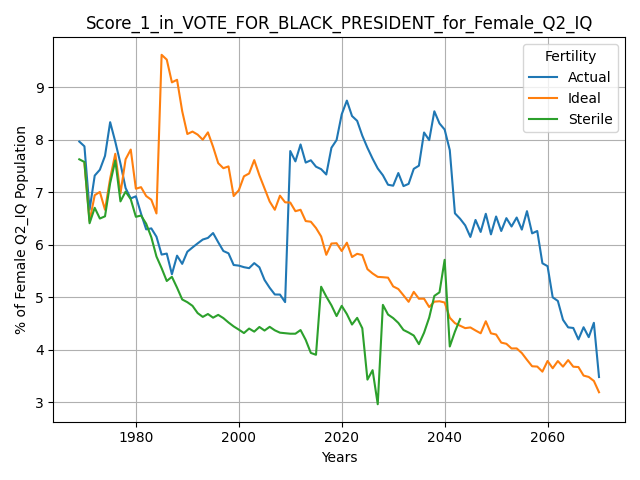 Score_1_in_VOTE_FOR_BLACK_PRESIDENT_for_Female_Q2_IQ
Fertility
Actual
Ideal
Sterile
% of Female Q2_IQ Population
9
8
7
6
5
4
3
1980
2000
2020
2040
2060
Years